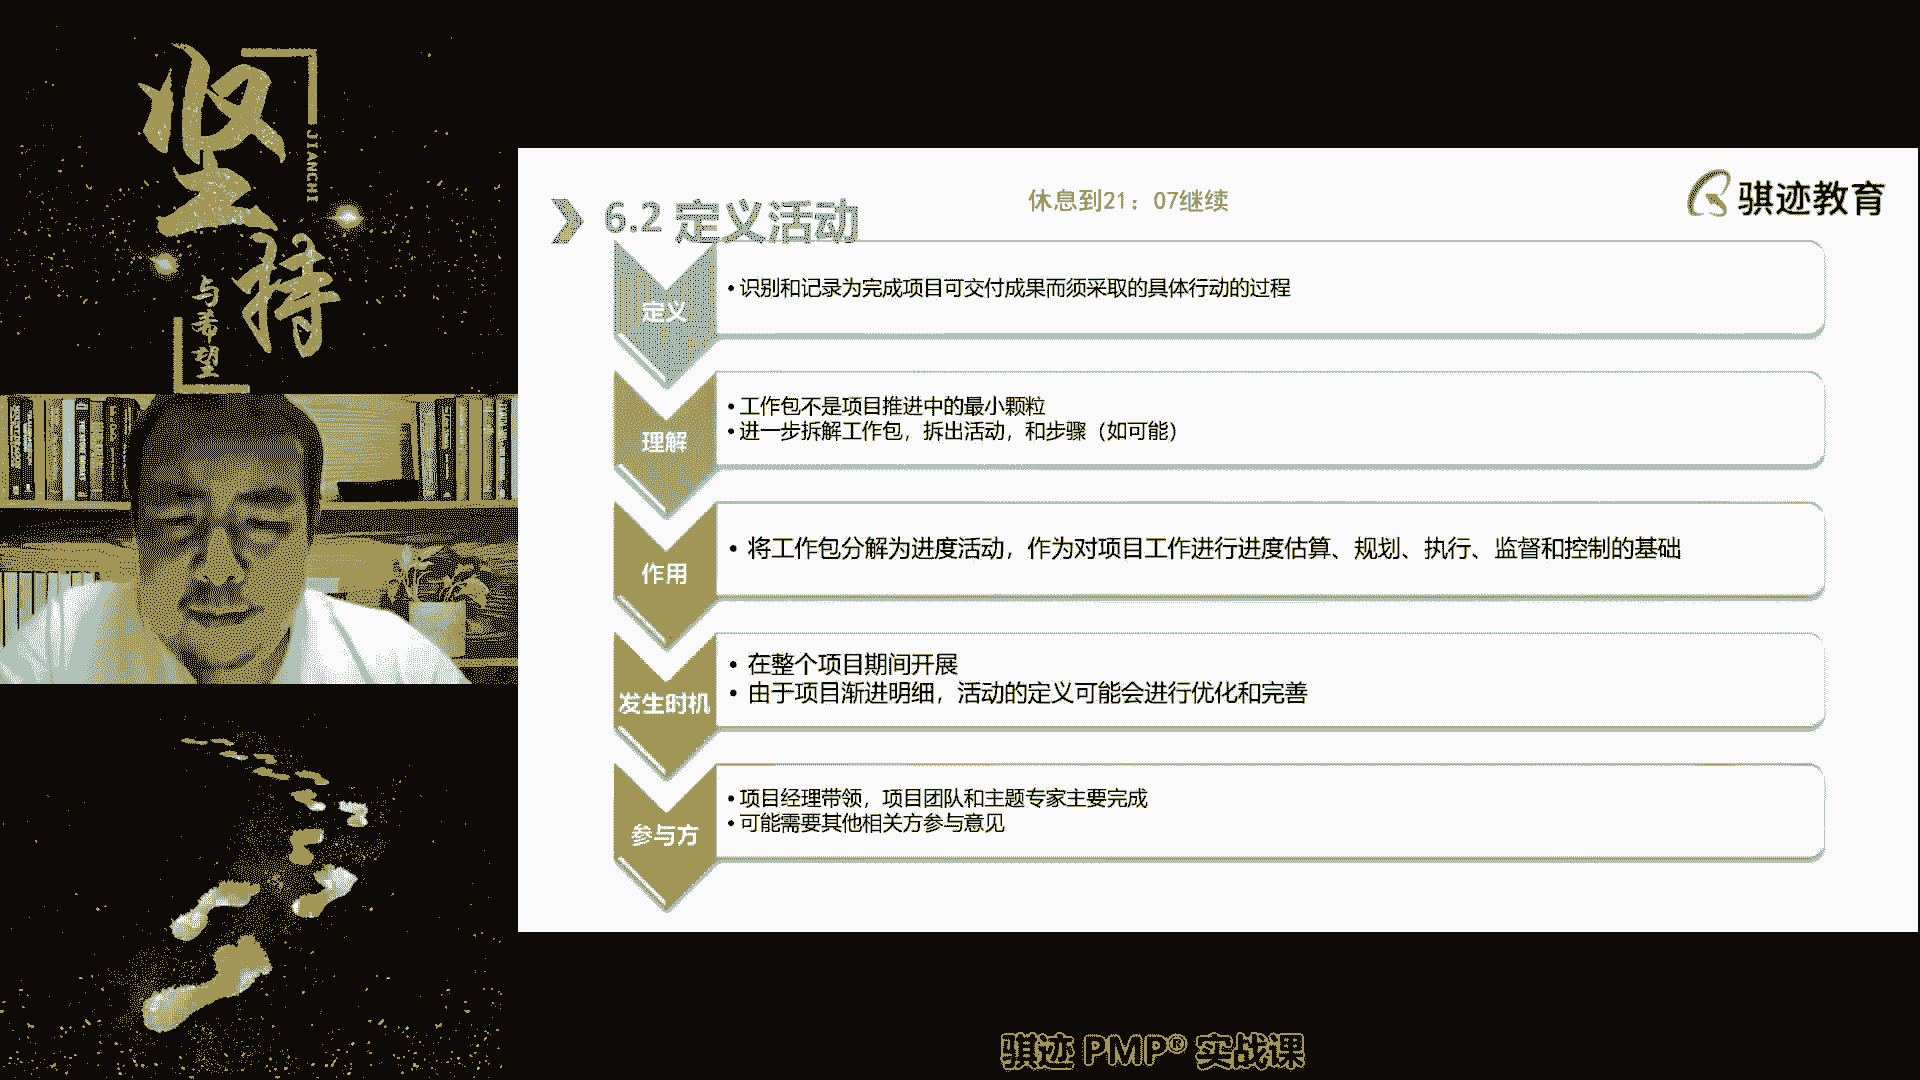 坚持
JIANCHI
与希望
6.2 定义活动
休息到21：07继续
骐迹教育
定义
• 识别和记录为完成项目可交付成果而须采取的具体行动的过程
理解
• 工作包不是项目推进中的最小颗粒
• 进一步拆解工作包，拆出活动，和步骤（如可能）
作用
• 将工作包分解为进度活动，作为对项目工作进行进度估算、规划、执行、监督和控制的基础
发生时机
• 在整个项目期间开展
• 由于项目渐进明细，活动的定义可能会进行优化和完善
参与方
• 项目经理带领，项目团队和主题专家主要完成
• 可能需要其他相关方参与意见
骐迹 PMP® 实战课